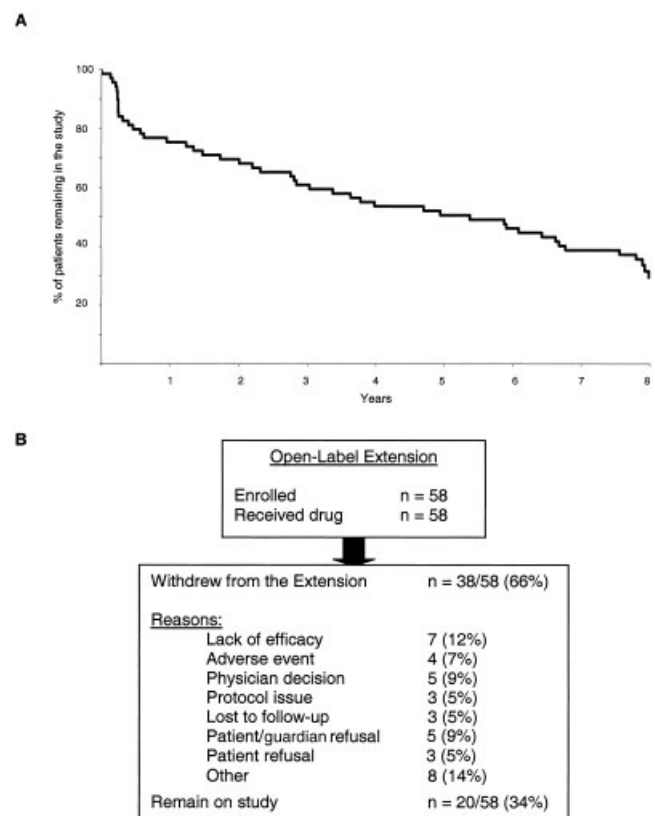 A
100
80
60
40
20
% of patients remaining in the study
1 2 3 4 5 6 7 8
Years
B
Open-Label Extension
Enrolled n = 58
Received drug n = 58
Withdrew from the Extension n = 38/58 (66%)
Reasons:
Lack of efficacy 7 (12%)
Adverse event 4 (7%)
Physician decision 5 (9%)
Protocol issue 3 (5%)
Lost to follow-up 3 (5%)
Patient/guardian refusal 5 (9%)
Patient refusal 3 (5%)
Other 8 (14%)
Remain on study n = 20/58 (34%)